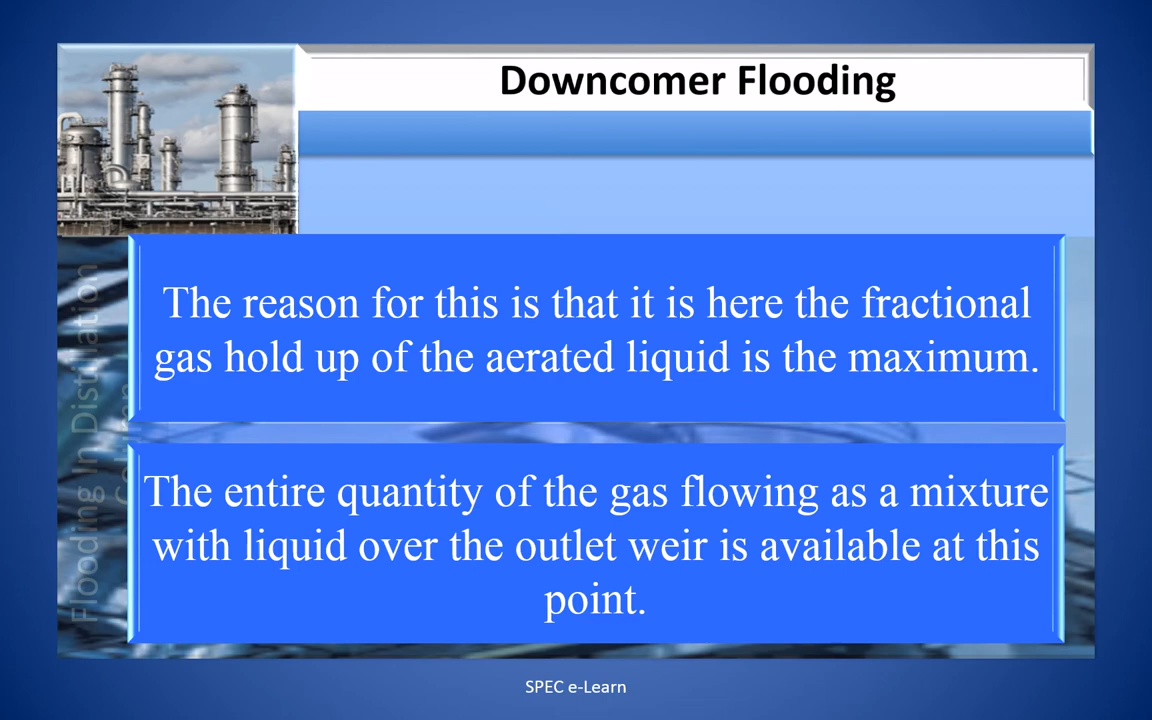 Downcomer Flooding
The reason for this is that it is here the fractional
gas hold up of the aerated liquid is the maximum.
The entire quantity of the gas flowing as a mixture
with liquid over the outlet weir is available at this
point.
Flooding In Distillation
Column
SPEC e-Learn